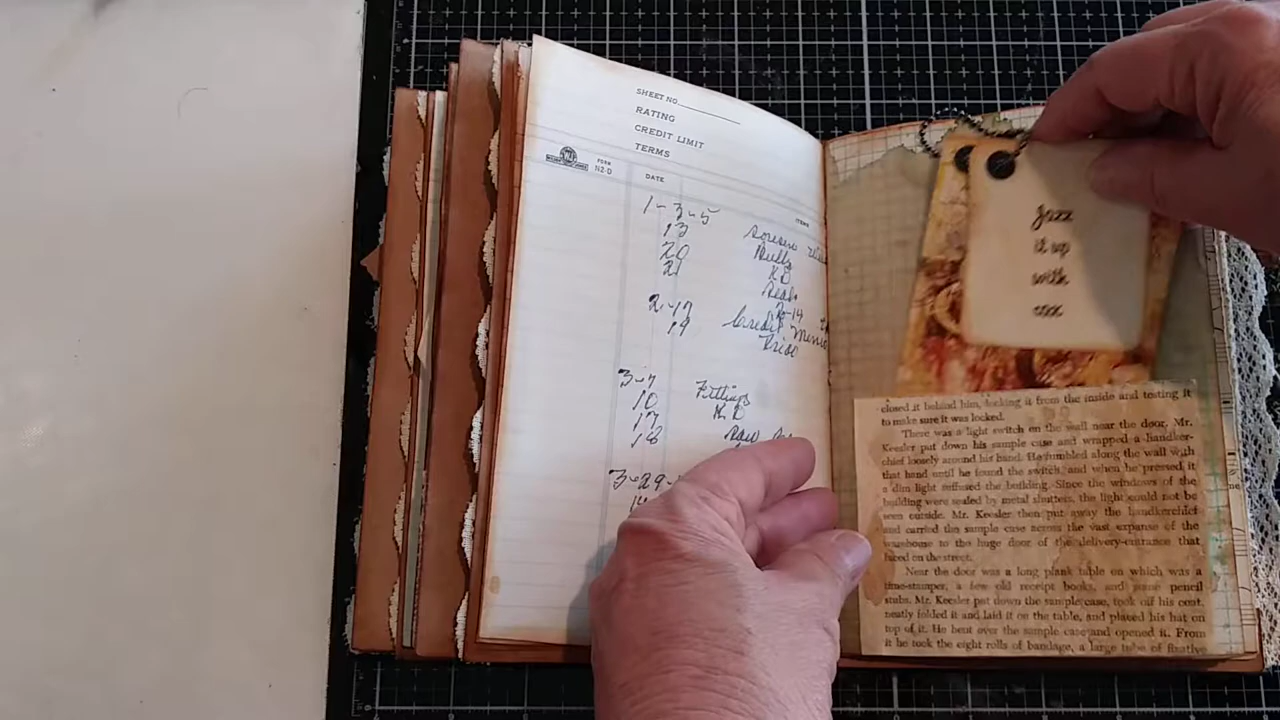 SHEET NO.
RATING
CREDIT LIMIT
TERMS
FORM
N2-D
DATE
ITEMS
1-3-5
13
20
21
2-17
19
Credit Memo
3-7
Fittings
10
17
18
3-29
Jazz
it up
with
closed it behind him, locking it from the inside and testing it
to make sure it was locked.
There was a light switch on the wall near the door. Mr.
Keesler put down his sample case and wrapped a handker-
chief loosely around his hand. He fumbled along the wall with
that hand until he found the switch, and when he pressed it
a dim light suffused the building. Since the windows of the
building were sealed by metal shutters, the light could not be
seen outside. Mr. Keesler then put away the handkerchief
and carried the sample case across the vast expanse of the
warehouse to the huge door of the delivery-entrance that
faced on the street.
Near the door was a long plank table on which was a
time-stamper, a few old receipt books, and some pencil
stubs. Mr. Keesler put down the sample case, took off his coat,
neatly folded it and laid it on the table, and placed his hat on
top of it. He bent over the sample case and opened it. From
it he took the eight rolls of bandage, a large tube of fixative